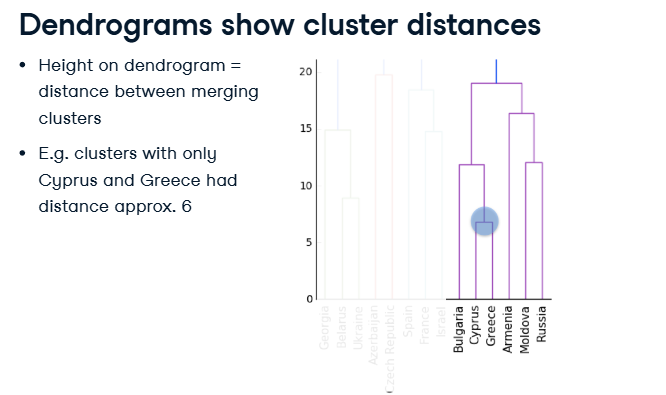 Dendrograms show cluster distances
• Height on dendrogram =
distance between merging
clusters
• E.g. clusters with only
Cyprus and Greece had
distance approx. 6
20
15
10
5
0
Georgia
Belarus
Ukraine
Azerbaijan
Czech Republic
Spain
France
Israel
Bulgaria
Cyprus
Greece
Armenia
Moldova
Russia